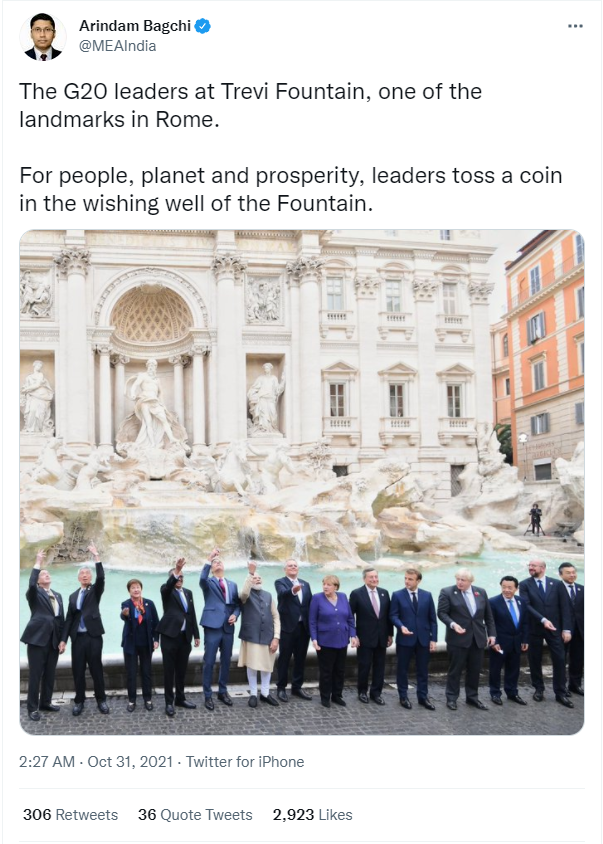 Arindam Bagchi
@MEAIndia
The G20 leaders at Trevi Fountain, one of the
landmarks in Rome.
For people, planet and prosperity, leaders toss a coin
in the wishing well of the Fountain.
2:27 AM · Oct 31, 2021 · Twitter for iPhone
306 Retweets 36 Quote Tweets 2,923 Likes